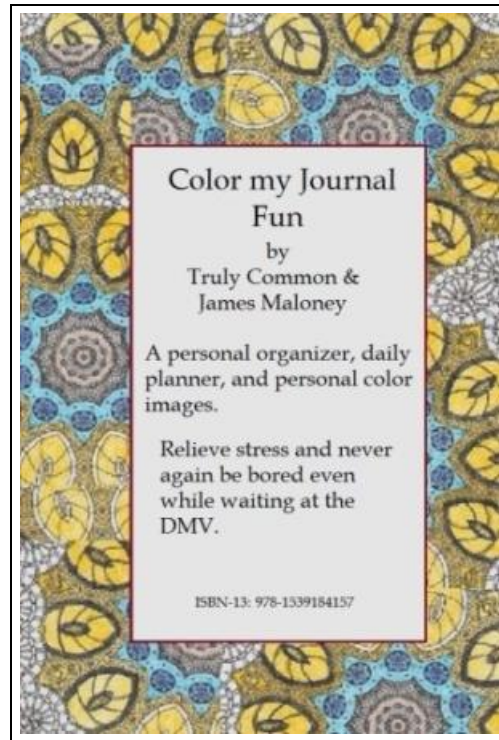 Color my Journal
Fun
by
Truly Common &
James Maloney
A personal organizer, daily
planner, and personal color
images.
Relieve stress and never
again be bored even
while waiting at the
DMV.
ISBN-13: 978-1539184157